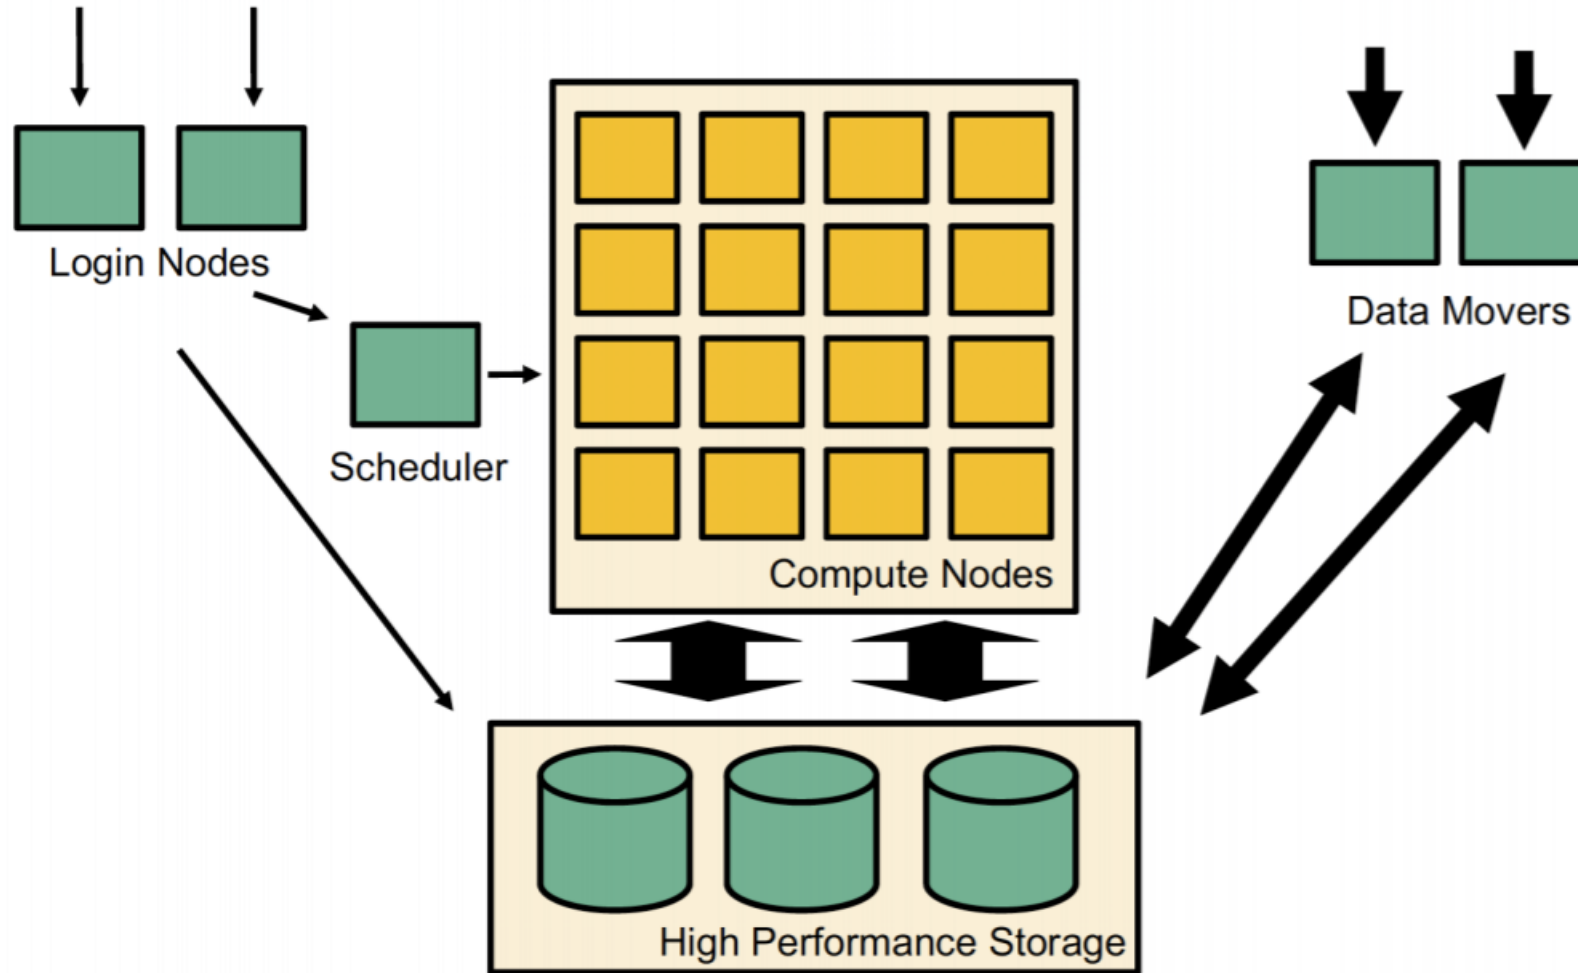 Login Nodes
Data Movers
Scheduler
Compute Nodes
High Performance Storage